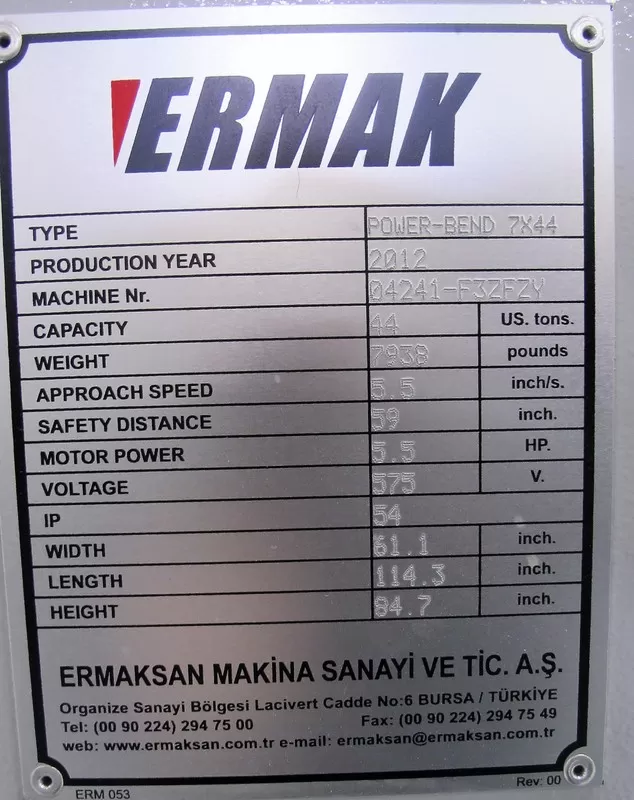 ERMAK
TYPE POWER-BEND 7X44
PRODUCTION YEAR 2012
MACHINE Nr. 04241-F3ZFZY
CAPACITY 44 US. tons.
WEIGHT 7938 pounds
APPROACH SPEED 5.5 inch/s.
SAFETY DISTANCE 59 inch.
MOTOR POWER 5.5 HP.
VOLTAGE 575 V.
IP 54
WIDTH 61.1 inch.
LENGTH 114.3 inch.
HEIGHT 84.7 inch.
ERMAKSAN MAKİNA SANAYİ VE TİC. A.Ş.
Organize Sanayi Bölgesi Lacivert Cadde No:6 BURSA / TÜRKİYE
Tel: (00 90 224) 294 75 00 Fax: (00 90 224) 294 75 49
web: www.ermaksan.com.tr e-mail: ermaksan@ermaksan.com.tr
ERM 053 Rev: 00